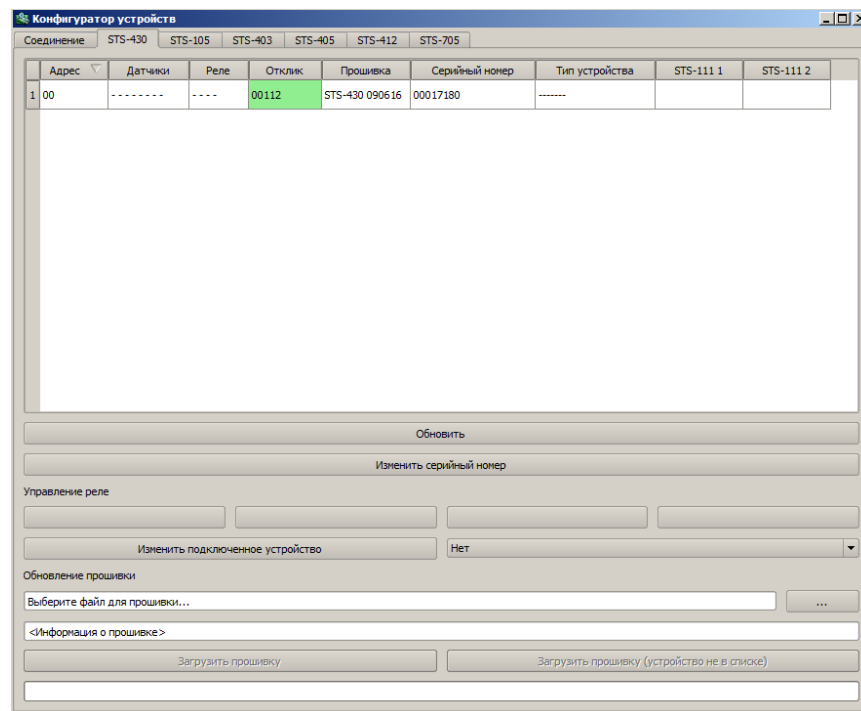 Конфигуратор устройств
Соединение STS-430 STS-105 STS-403 STS-405 STS-412 STS-705
Адрес Датчики Реле Отклик Прошивка Серийный номер Тип устройства STS-111 1 STS-111 2
1 00 - - - - - - - - - - - - 00112 STS-430 090616 00017180 -------
Обновить
Изменить серийный номер
Управление реле
Изменить подключенное устройство Нет
Обновление прошивки
Выберите файл для прошивки... ...
<Информация о прошивке>
Загрузить прошивку Загрузить прошивку (устройство не в списке)